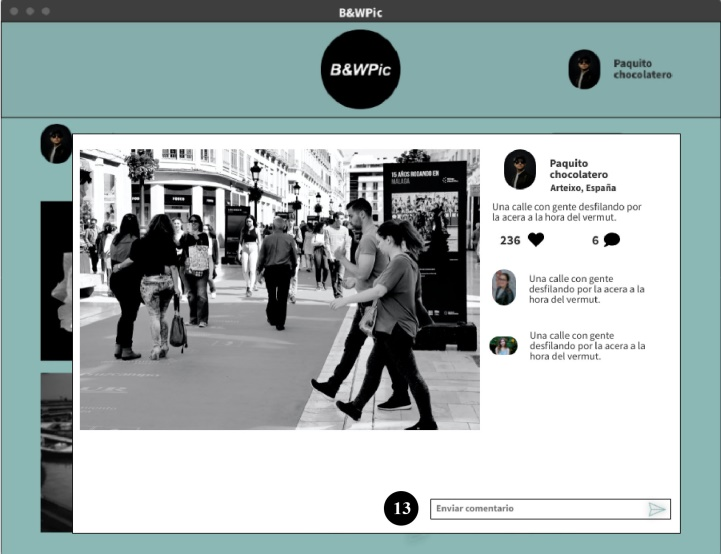 B&WPic
B&WPic
Paquito
chocolatero
15 AÑOS RODANDO EN
MÁLAGA
Paquito
chocolatero
Arteixo, España
Una calle con gente desfilando por
la acera a la hora del vermut.
236
6
Una calle con gente
desfilando por la acera a la
hora del vermut.
Una calle con gente
desfilando por la acera a la
hora del vermut.
13
Enviar comentario